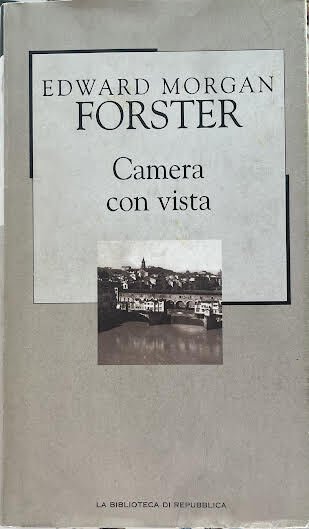 EDWARD MORGAN
FORSTER
Camera
con vista
LA BIBLIOTECA DI REPUBBLICA